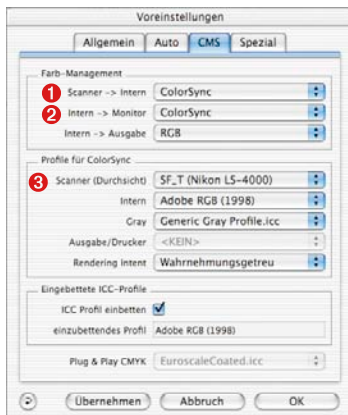 Voreinstellungen
Allgemein Auto CMS Spezial
Farb-Management
1 Scanner -> Intern ColorSync
2 Intern -> Monitor ColorSync
Intern -> Ausgabe RGB
Profile für ColorSync
3 Scanner (Durchsicht) SF_T (Nikon LS-4000)
Intern Adobe RGB (1998)
Gray Generic Gray Profile.icc
Ausgabe/Drucker <KEIN>
Rendering Intent Wahrnehmungsgetreu
Eingebettete ICC-Profile
ICC Profil einbetten
einzubettendes Profil Adobe RGB (1998)
Plug & Play CMYK EuroscaleCoated.icc
? Übernehmen Abbruch OK